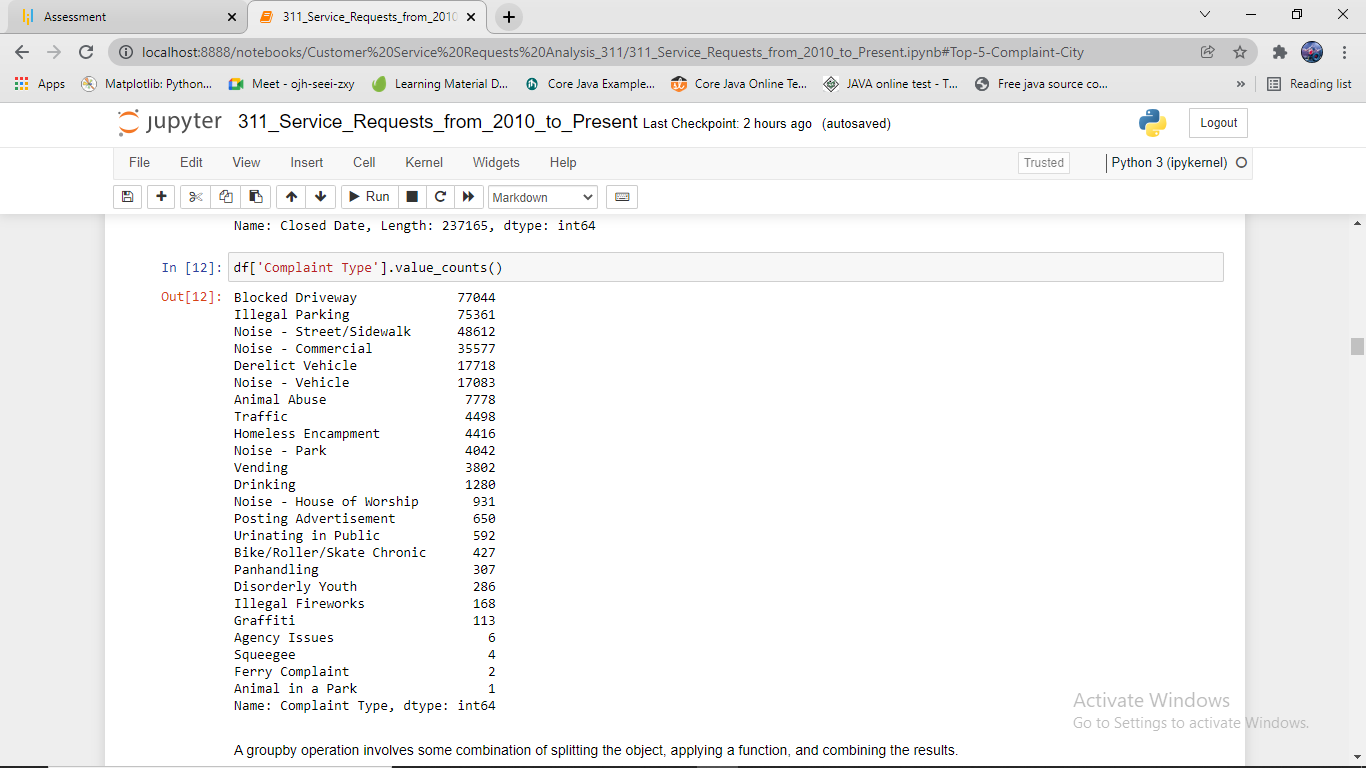 Assessment
311_Service_Requests_from_2010
localhost:8888/notebooks/Customer%20Service%20Requests%20Analysis_311/311_Service_Requests_from_2010_to_Present.ipynb#Top-5-Complaint-City
Apps Matplotlib: Python... Meet - ojh-seei-zxy Learning Material D... Core Java Example... Core Java Online Te... JAVA online test - T... Free java source co... » Reading list
jupyter 311_Service_Requests_from_2010_to_Present Last Checkpoint: 2 hours ago (autosaved) Logout
File Edit View Insert Cell Kernel Widgets Help Trusted Python 3 (ipykernel)
Run Markdown
Name: Closed Date, Length: 237165, dtype: int64
In [12]: df['Complaint Type'].value_counts()
Out[12]: Blocked Driveway 77044
Illegal Parking 75361
Noise - Street/Sidewalk 48612
Noise - Commercial 35577
Derelict Vehicle 17718
Noise - Vehicle 17083
Animal Abuse 7778
Traffic 4498
Homeless Encampment 4416
Noise - Park 4042
Vending 3802
Drinking 1280
Noise - House of Worship 931
Posting Advertisement 650
Urinating in Public 592
Bike/Roller/Skate Chronic 427
Panhandling 307
Disorderly Youth 286
Illegal Fireworks 168
Graffiti 113
Agency Issues 6
Squeegee 4
Ferry Complaint 2
Animal in a Park 1
Name: Complaint Type, dtype: int64
Activate Windows
Go to Settings to activate Windows.
A groupby operation involves some combination of splitting the object, applying a function, and combining the results.